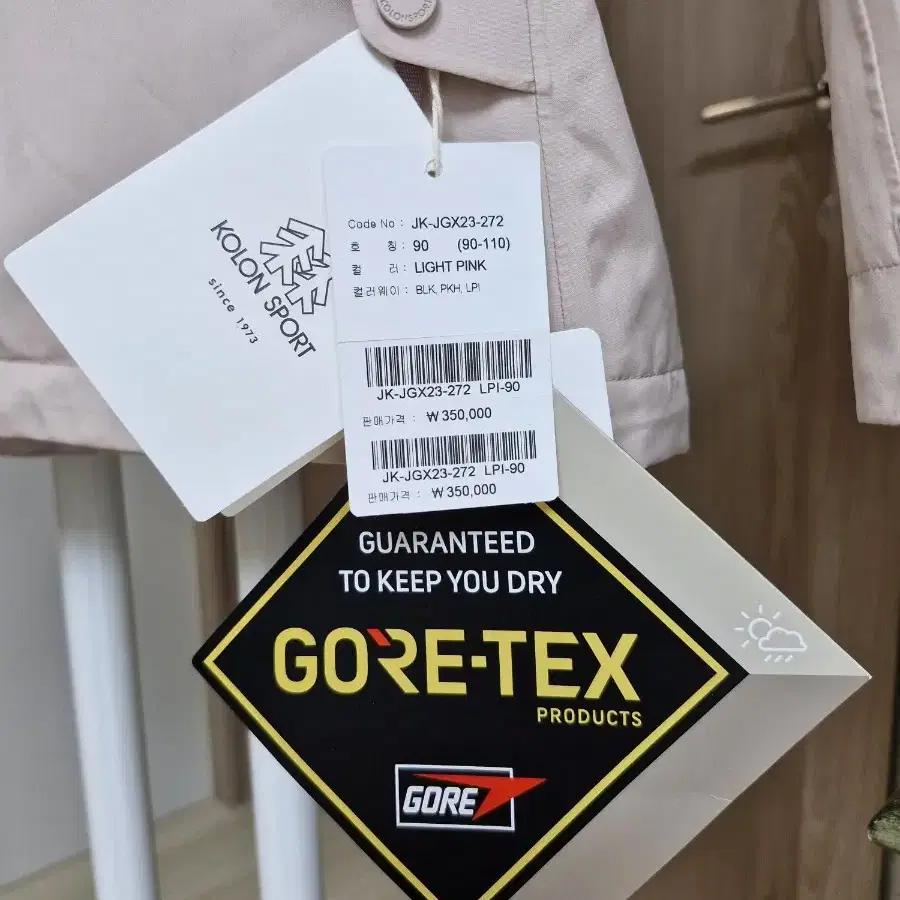 KOLONSPORT
KOLON SPORT
since 1973
Code No : JK-JGX23-272
호 칭 : 90 (90-110)
컬 러 : LIGHT PINK
컬러웨이 : BLK, PKH, LPI
JK-JGX23-272 LPI-90
판매가격 : ₩350,000
JK-JGX23-272 LPI-90
판매가격 : ₩350,000
GUARANTEED
TO KEEP YOU DRY
GORE-TEX
PRODUCTS
GORE